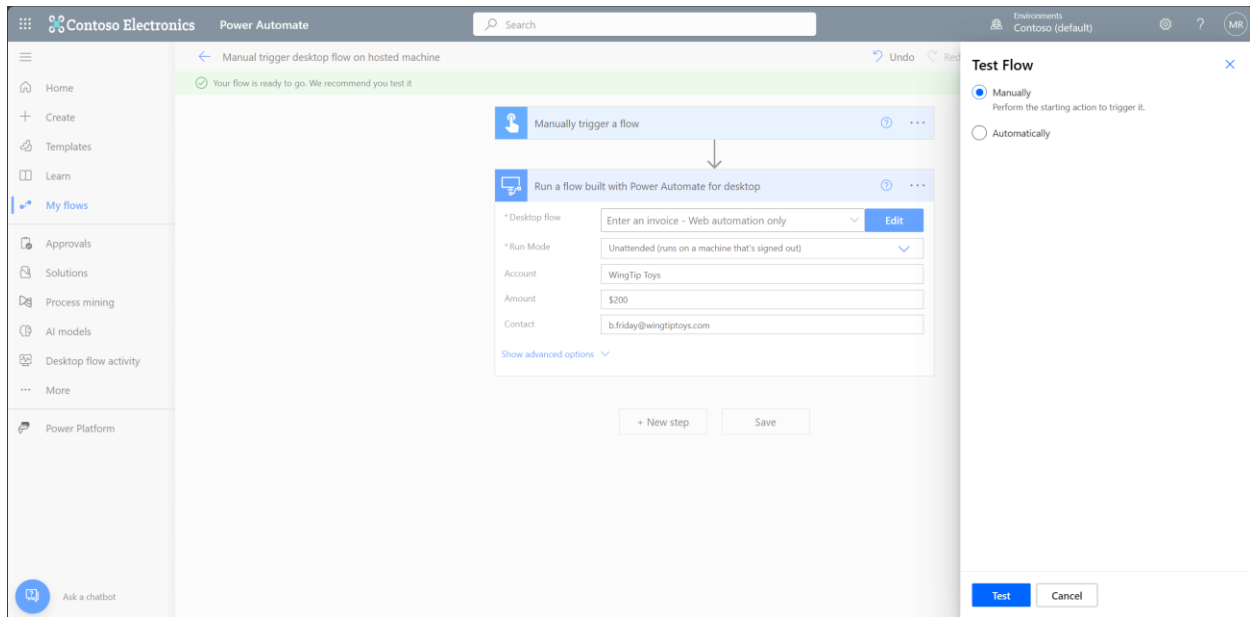 Contoso Electronics Power Automate
Search
Environments
Contoso (default)
?
MR
Manual trigger desktop flow on hosted machine
Undo
Red
Your flow is ready to go. We recommend you test it
Home
Create
Templates
Learn
My flows
Approvals
Solutions
Process mining
AI models
Desktop flow activity
More
Power Platform
Ask a chatbot
Manually trigger a flow
Run a flow built with Power Automate for desktop
* Desktop flow
Enter an invoice - Web automation only
Edit
* Run Mode
Unattended (runs on a machine that's signed out)
Account
WingTip Toys
Amount
$200
Contact
b.friday@wingtiptoys.com
Show advanced options
+ New step
Save
Test Flow
Manually
Perform the starting action to trigger it.
Automatically
Test
Cancel